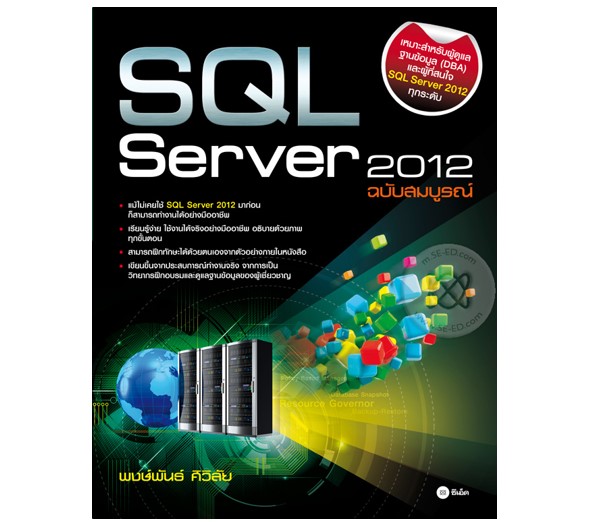 SQL
Server 2012
ฉบับสมบูรณ์
เหมาะสำหรับผู้ดูแล
ฐานข้อมูล (DBA)
และผู้ที่สนใจ
SQL Server 2012
ทุกระดับ
แม้ไม่เคยใช้ SQL Server 2012 มาก่อน
ก็สามารถทำงานได้อย่างมืออาชีพ
เรียนรู้ง่าย ใช้งานได้จริงอย่างมืออาชีพ อธิบายด้วยภาพ
ทุกขั้นตอน
สามารถฝึกทักษะได้ด้วยตนเองจากตัวอย่างภายในหนังสือ
เขียนขึ้นจากประสบการณ์ทำงานจริง จากการเป็น
วิทยากรฝึกอบรมและดูแลฐานข้อมูลของผู้เชี่ยวชาญ
m.SE-ED.com
SE-ED.com
Snapshot
Resource Governor
พงษ์พันธ์ ศิวิลัย
ซีเอ็ด